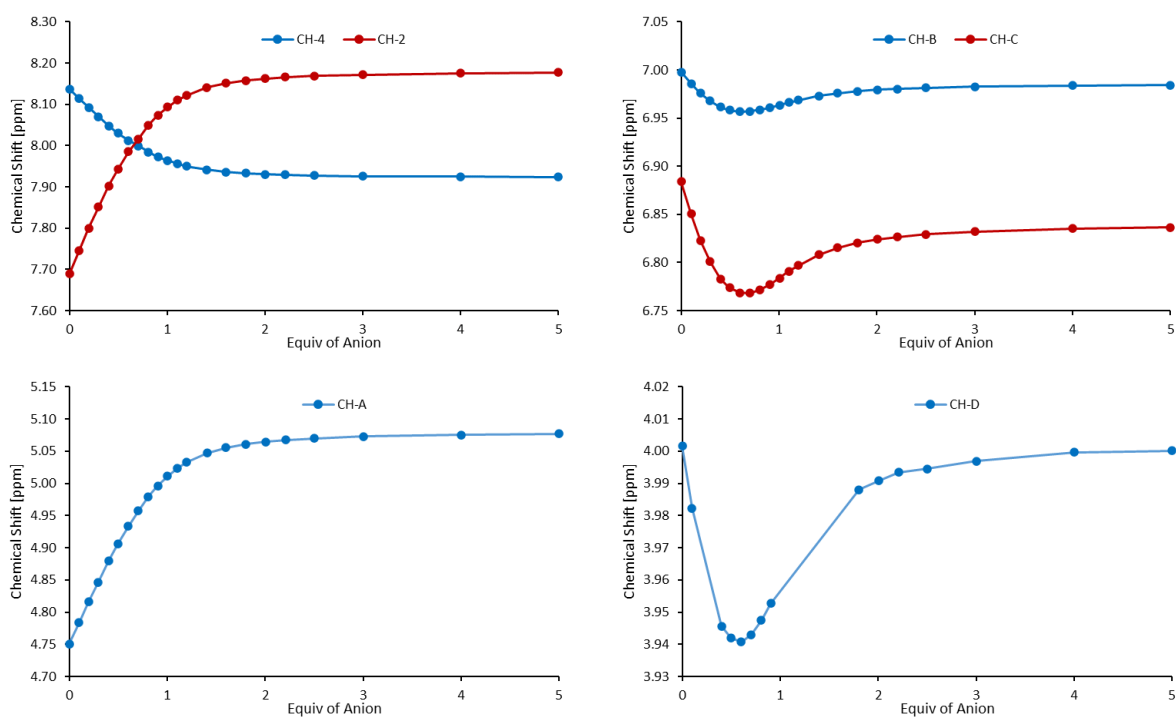 CH-4 CH-2
Chemical Shift [ppm]
8.30
8.20
8.10
8.00
7.90
7.80
7.70
7.60
0 1 2 3 4 5
Equiv of Anion
CH-B CH-C
Chemical Shift [ppm]
7.05
7.00
6.95
6.90
6.85
6.80
6.75
0 1 2 3 4 5
Equiv of Anion
CH-A
Chemical Shift [ppm]
5.15
5.10
5.05
5.00
4.95
4.90
4.85
4.80
4.75
4.70
0 1 2 3 4 5
Equiv of Anion
CH-D
Chemical Shift [ppm]
4.02
4.01
4.00
3.99
3.98
3.97
3.96
3.95
3.94
3.93
0 1 2 3 4 5
Equiv of Anion